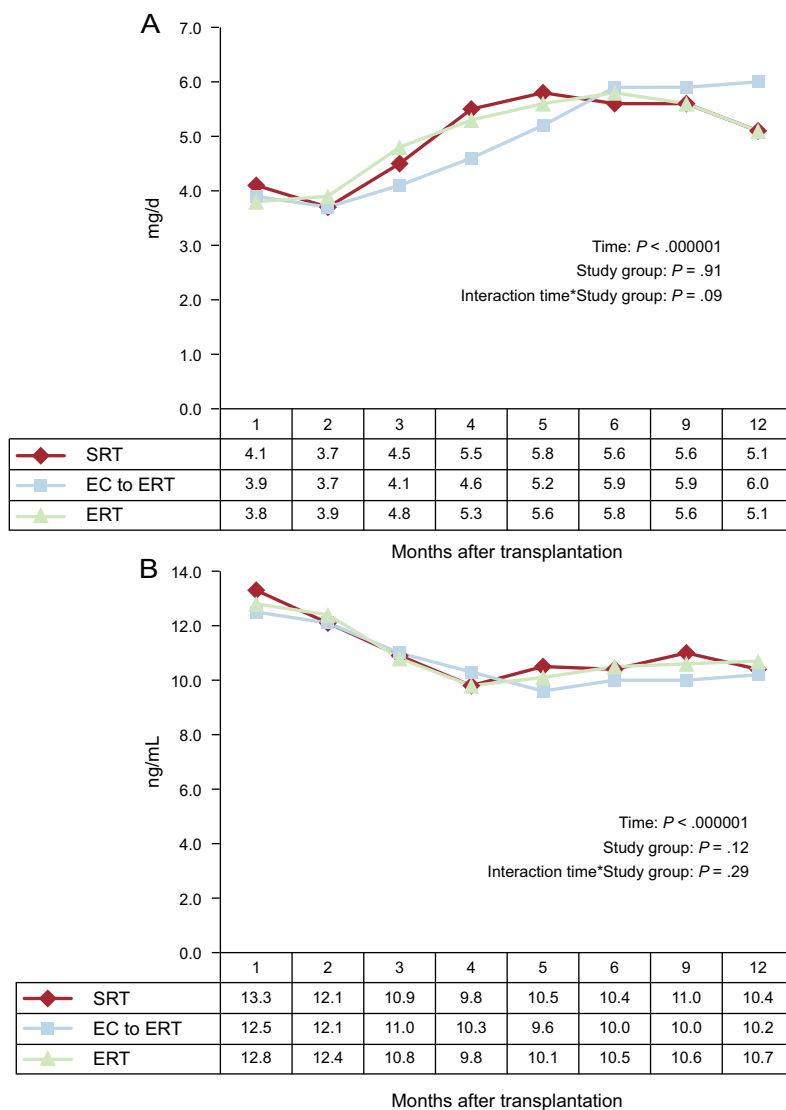 A
7.0
6.0
5.0
4.0
3.0
2.0
1.0
0.0
mg/d
Time: P < .000001
Study group: P = .91
Interaction time*Study group: P = .09
1 2 3 4 5 6 9 12
SRT 4.1 3.7 4.5 5.5 5.8 5.6 5.6 5.1
EC to ERT 3.9 3.7 4.1 4.6 5.2 5.9 5.9 6.0
ERT 3.8 3.9 4.8 5.3 5.6 5.8 5.6 5.1
Months after transplantation
B
14.0
12.0
10.0
8.0
6.0
4.0
2.0
0.0
ng/mL
Time: P < .000001
Study group: P = .12
Interaction time*Study group: P = .29
1 2 3 4 5 6 9 12
SRT 13.3 12.1 10.9 9.8 10.5 10.4 11.0 10.4
EC to ERT 12.5 12.1 11.0 10.3 9.6 10.0 10.0 10.2
ERT 12.8 12.4 10.8 9.8 10.1 10.5 10.6 10.7
Months after transplantation